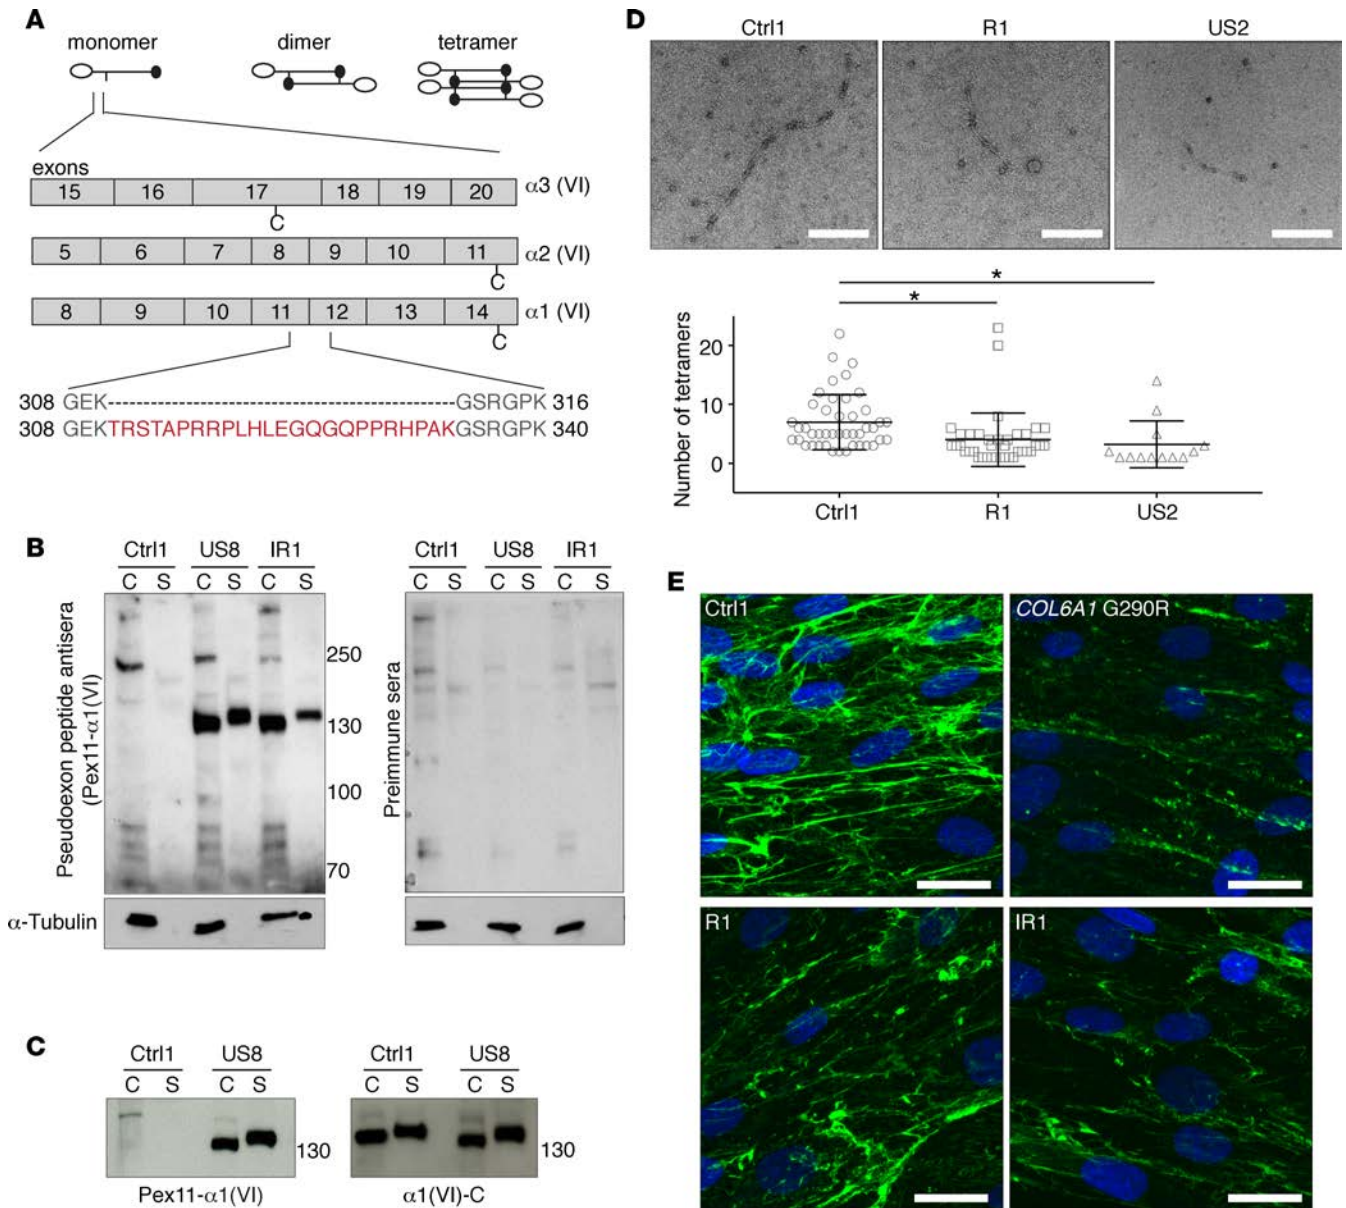 A
monomer dimer tetramer
exons
15 16 17 18 19 20 α3 (VI)
C
5 6 7 8 9 10 11 α2 (VI)
C
8 9 10 11 12 13 14 α1 (VI)
C
308 GEK------------------------------------GSRGPK 316
308 GEKTRSTAPRRPLHLEGQGQPPRHPAKGSRGPK 340
B
Ctrl1 US8 IR1
C S C S C S
Pseudoexon peptide antisera
(Pex11-α1(VI)
250
130
100
70
α-Tubulin
Ctrl1 US8 IR1
C S C S C S
Preimmune sera
C
Ctrl1 US8
C S C S
130
Pex11-α1(VI)
Ctrl1 US8
C S C S
130
α1(VI)-C
D
Ctrl1 R1 US2
*
*
Number of tetramers
20
10
0
Ctrl1 R1 US2
E
Ctrl1
COL6A1 G290R
R1
IR1